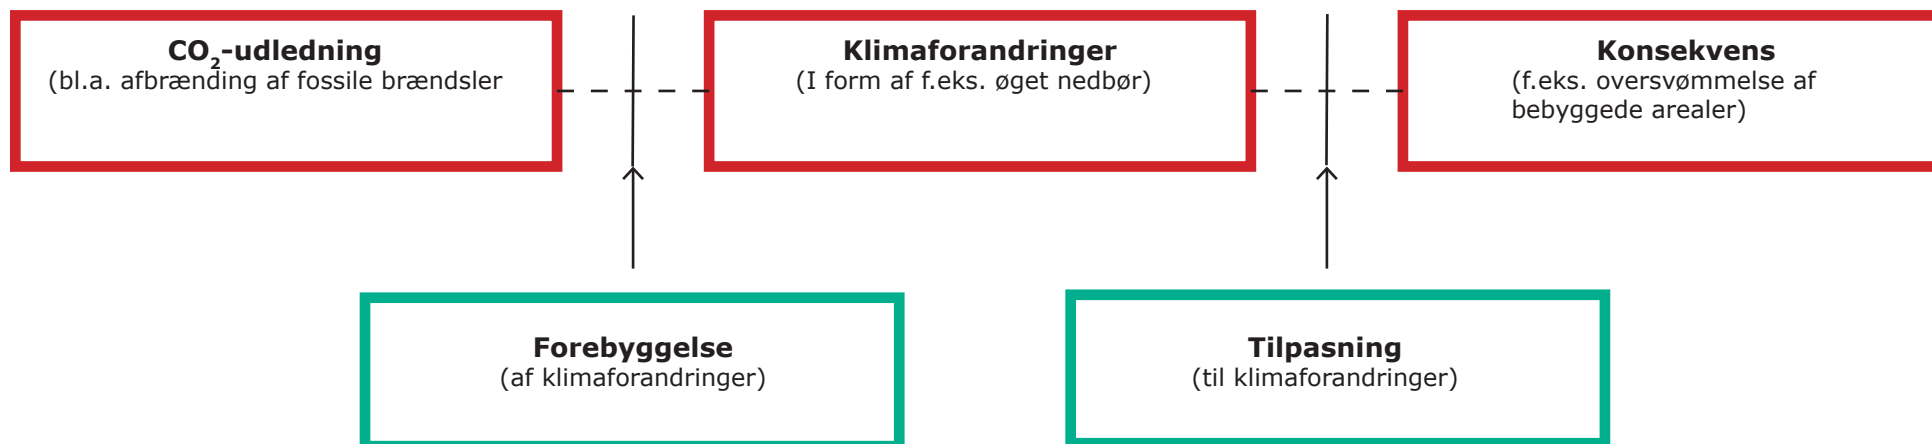 CO₂-udledning
(bl.a. afbrænding af fossile brændsler
Klimaforandringer
(I form af f.eks. øget nedbør)
Konsekvens
(f.eks. oversvømmelse af
bebyggede arealer)
Forebyggelse
(af klimaforandringer)
Tilpasning
(til klimaforandringer)